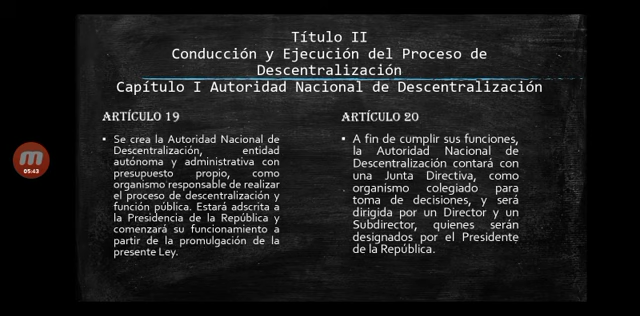 Título II
Conducción y Ejecución del Proceso de
Descentralización
Capítulo I Autoridad Nacional de Descentralización
ARTÍCULO 19
▪ Se crea la Autoridad Nacional de
Descentralización, entidad
autónoma y administrativa con
presupuesto propio, como
organismo responsable de realizar
el proceso de descentralización y
función pública. Estará adscrita a
la Presidencia de la República y
comenzará su funcionamiento a
partir de la promulgación de la
presente Ley.
ARTÍCULO 20
▪ A fin de cumplir sus funciones,
la Autoridad Nacional de
Descentralización contará con
una Junta Directiva, como
organismo colegiado para
toma de decisiones, y será
dirigida por un Director y un
Subdirector, quienes serán
designados por el Presidente
de la República.
05:43